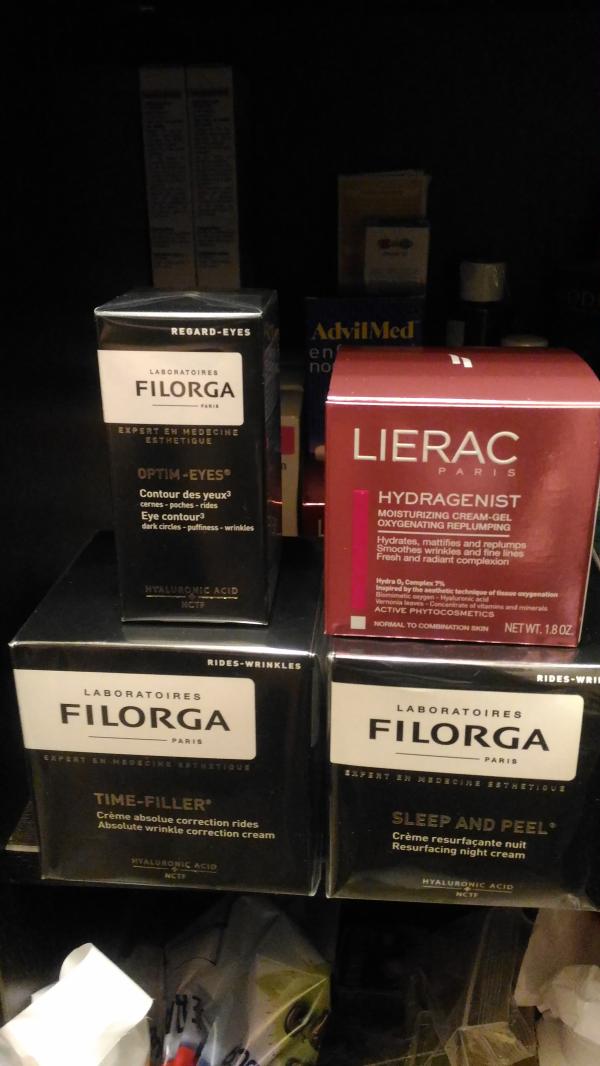 REGARD-EYES
LABORATOIRES
FILORGA
PARIS
EXPERT EN MEDECINE
ESTHETIQUE
OPTIM-EYES®
Contour des yeux³
cernes - poches - rides
Eye contour³
dark circles - puffiness - wrinkles
HYALURONIC ACID
+
NCTF
AdvilMed
LIERAC
PARIS
HYDRAGENIST
MOISTURIZING CREAM-GEL
OXYGENATING REPLUMPING
Hydrates, mattifies and replumps
Smoothes wrinkles and fine lines
Fresh and radiant complexion
Hydra O₂ Complex 7%
Inspired by the aesthetic technique of tissue oxygenation
Biomimetic oxygen - Hyaluronic acid
Vernonia leaves - Concentrate of vitamins and minerals
ACTIVE PHYTOCOSMETICS
NORMAL TO COMBINATION SKIN NET WT. 1.8 OZ.
RIDES-WRINKLES
LABORATOIRES
FILORGA
PARIS
EXPERT EN MEDECINE ESTHETIQUE
TIME-FILLER®
Crème absolue correction rides
Absolute wrinkle correction cream
HYALURONIC ACID
+
NCTF
RIDES-WRI
LABORATOIRES
FILORGA
PARIS
EXPERT EN MEDECINE ESTHETIQUE
SLEEP AND PEEL®
Crème resurfaçante nuit
Resurfacing night cream
HYALURONIC ACID
+
NCTF